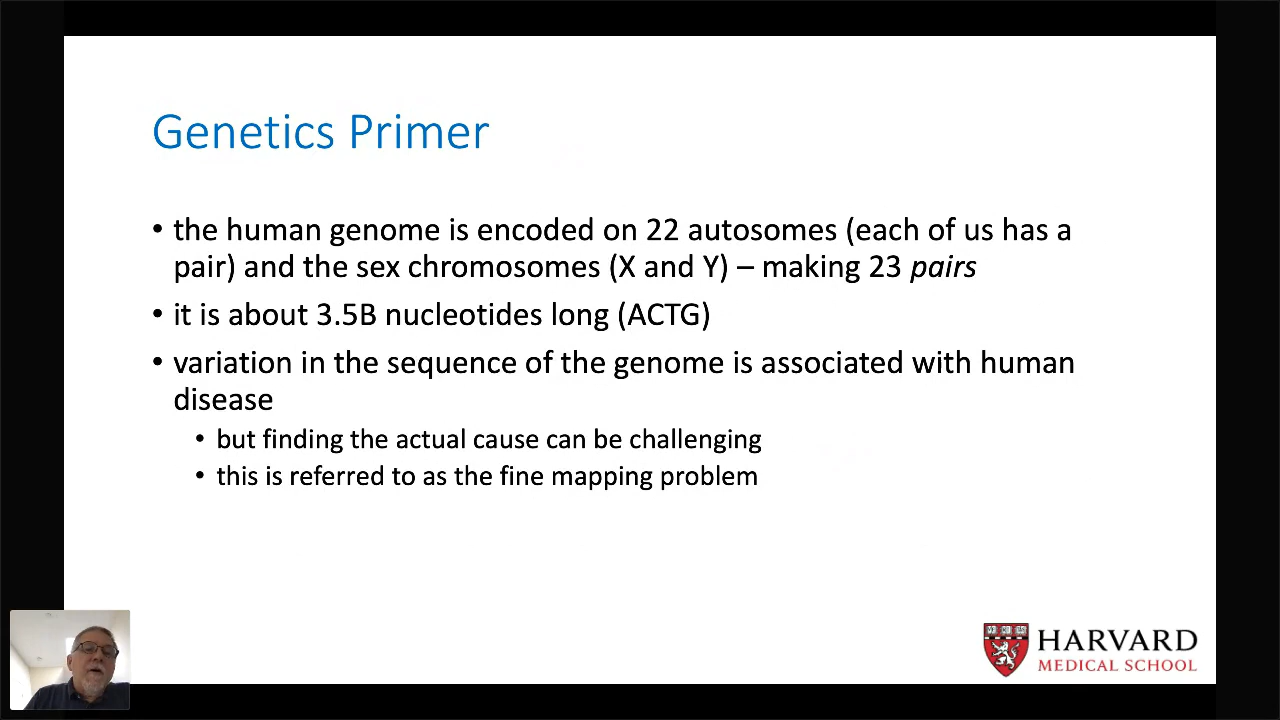 Genetics Primer
• the human genome is encoded on 22 autosomes (each of us has a
pair) and the sex chromosomes (X and Y) – making 23 pairs
• it is about 3.5B nucleotides long (ACTG)
• variation in the sequence of the genome is associated with human
disease
• but finding the actual cause can be challenging
• this is referred to as the fine mapping problem
HARVARD
MEDICAL SCHOOL